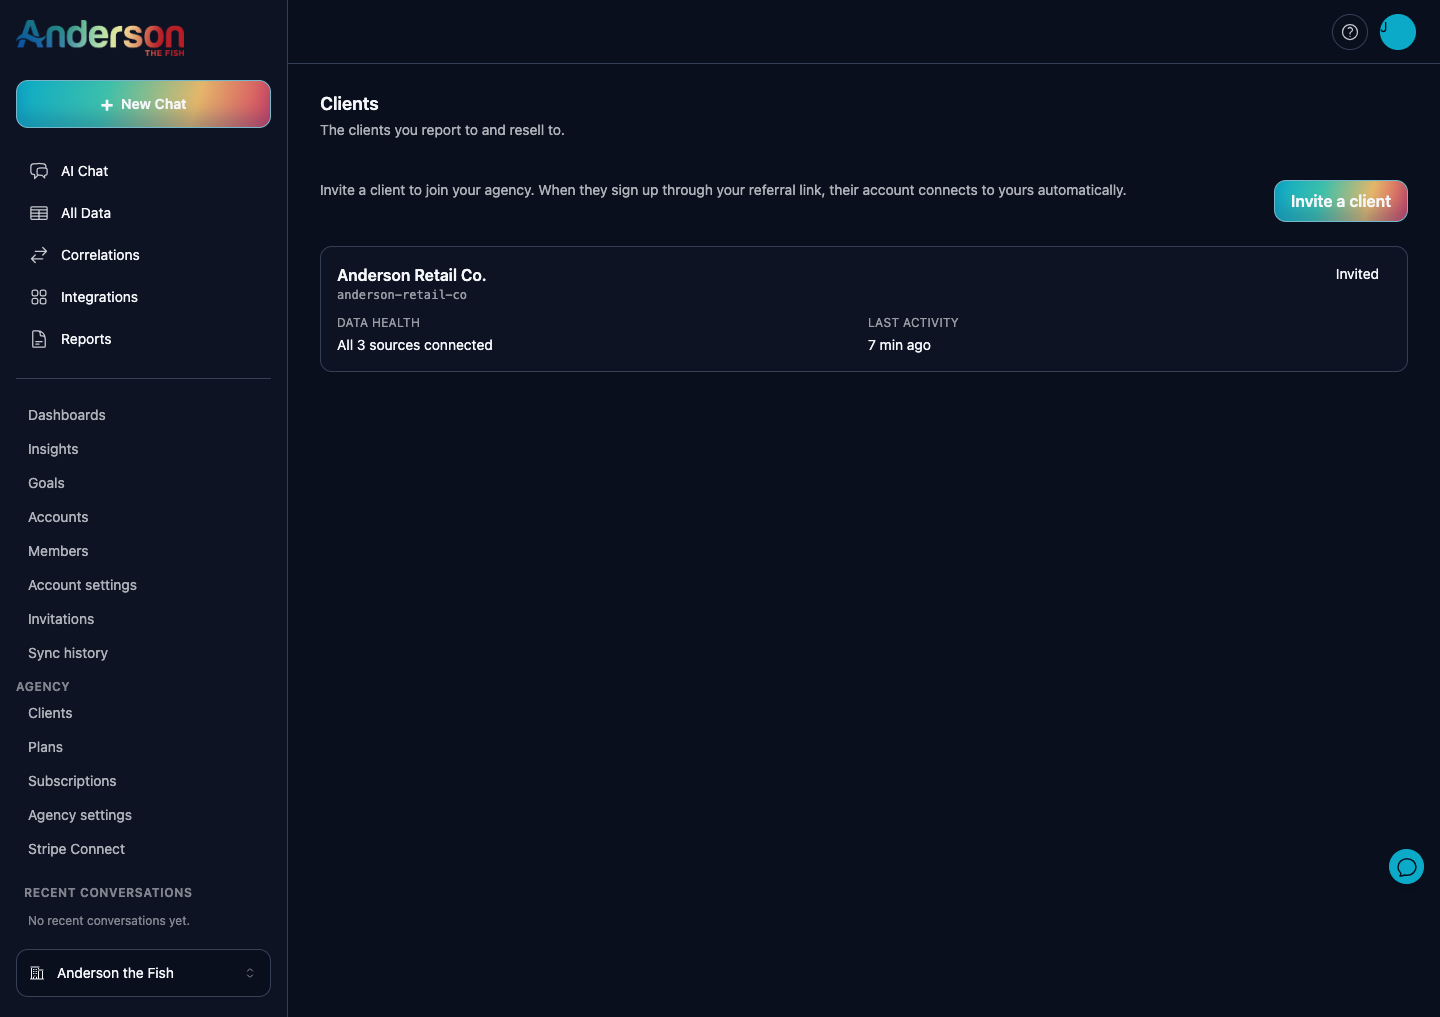 Anderson
THE FISH
New Chat
AI Chat
All Data
Correlations
Integrations
Reports
Dashboards
Insights
Goals
Accounts
Members
Account settings
Invitations
Sync history
AGENCY
Clients
Plans
Subscriptions
Agency settings
Stripe Connect
RECENT CONVERSATIONS
No recent conversations yet.
Anderson the Fish
J
Clients
The clients you report to and resell to.
Invite a client to join your agency. When they sign up through your referral link, their account connects to yours automatically.
Invite a client
Anderson Retail Co.
Invited
anderson-retail-co
DATA HEALTH
LAST ACTIVITY
All 3 sources connected
7 min ago